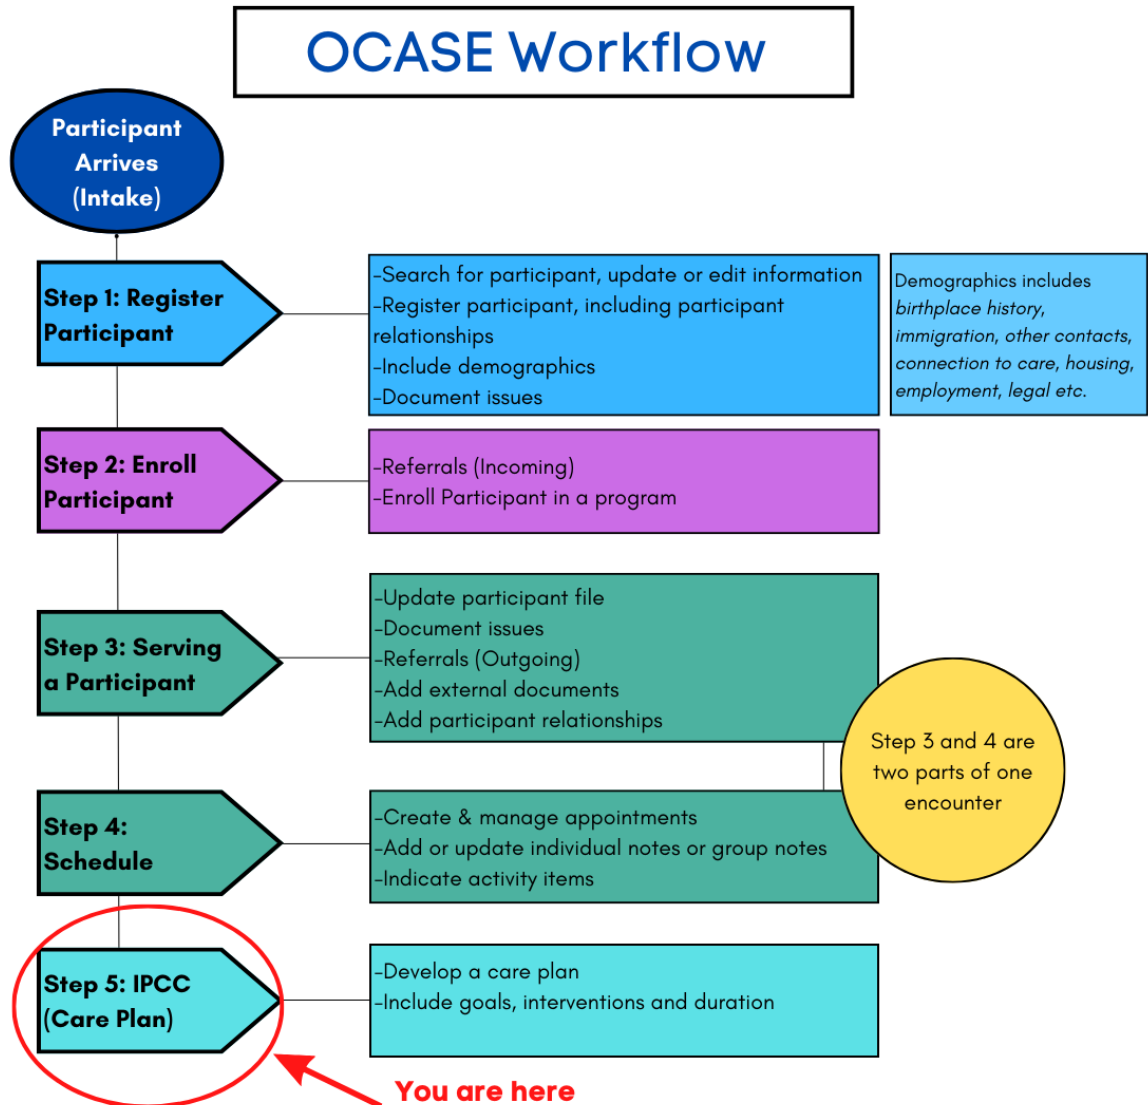 OCASE Workflow
Participant
Arrives
(Intake)
Step 1: Register
Participant
-Search for participant, update or edit information
-Register participant, including participant
relationships
-Include demographics
-Document issues
Demographics includes
birthplace history,
immigration, other contacts,
connection to care, housing,
employment, legal etc.
Step 2: Enroll
Participant
-Referrals (Incoming)
-Enroll Participant in a program
Step 3: Serving
a Participant
-Update participant file
-Document issues
-Referrals (Outgoing)
-Add external documents
-Add participant relationships
Step 3 and 4 are
two parts of one
encounter
Step 4:
Schedule
-Create & manage appointments
-Add or update individual notes or group notes
-Indicate activity items
Step 5: IPCC
(Care Plan)
-Develop a care plan
-Include goals, interventions and duration
You are here